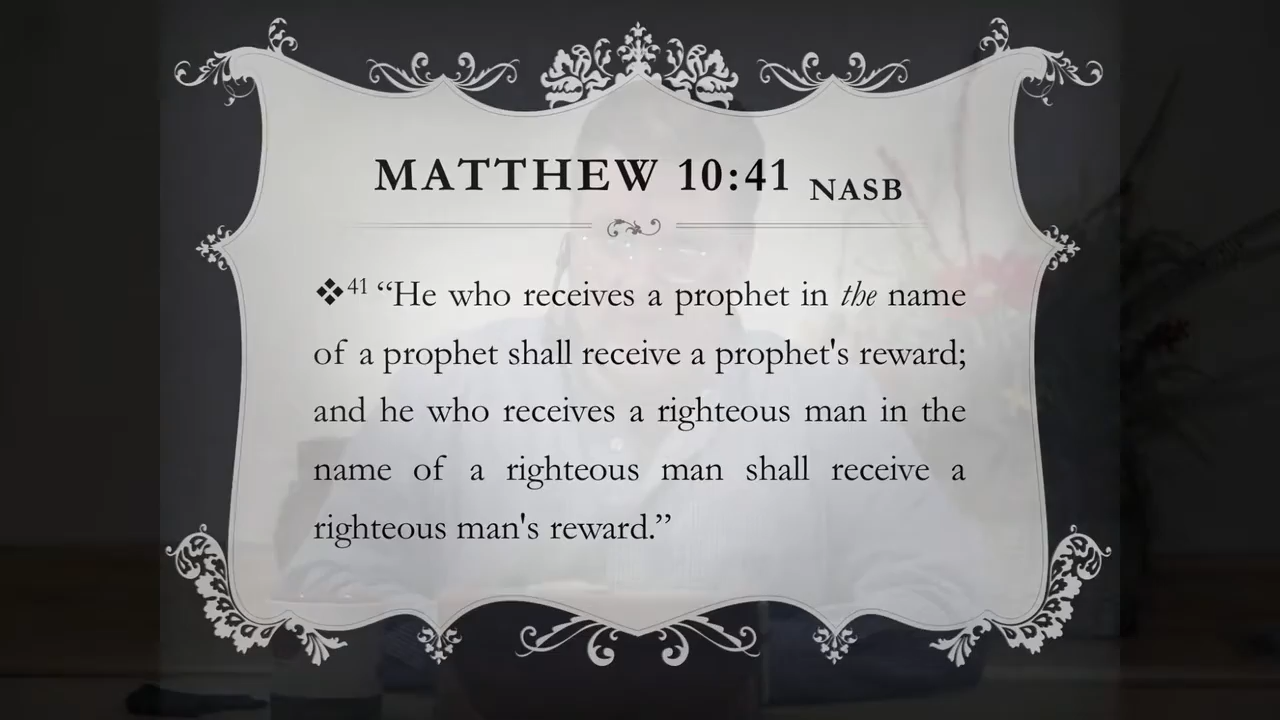 MATTHEW 10:41 NASB
❖41 “He who receives a prophet in the name
of a prophet shall receive a prophet's reward;
and he who receives a righteous man in the
name of a righteous man shall receive a
righteous man's reward.”